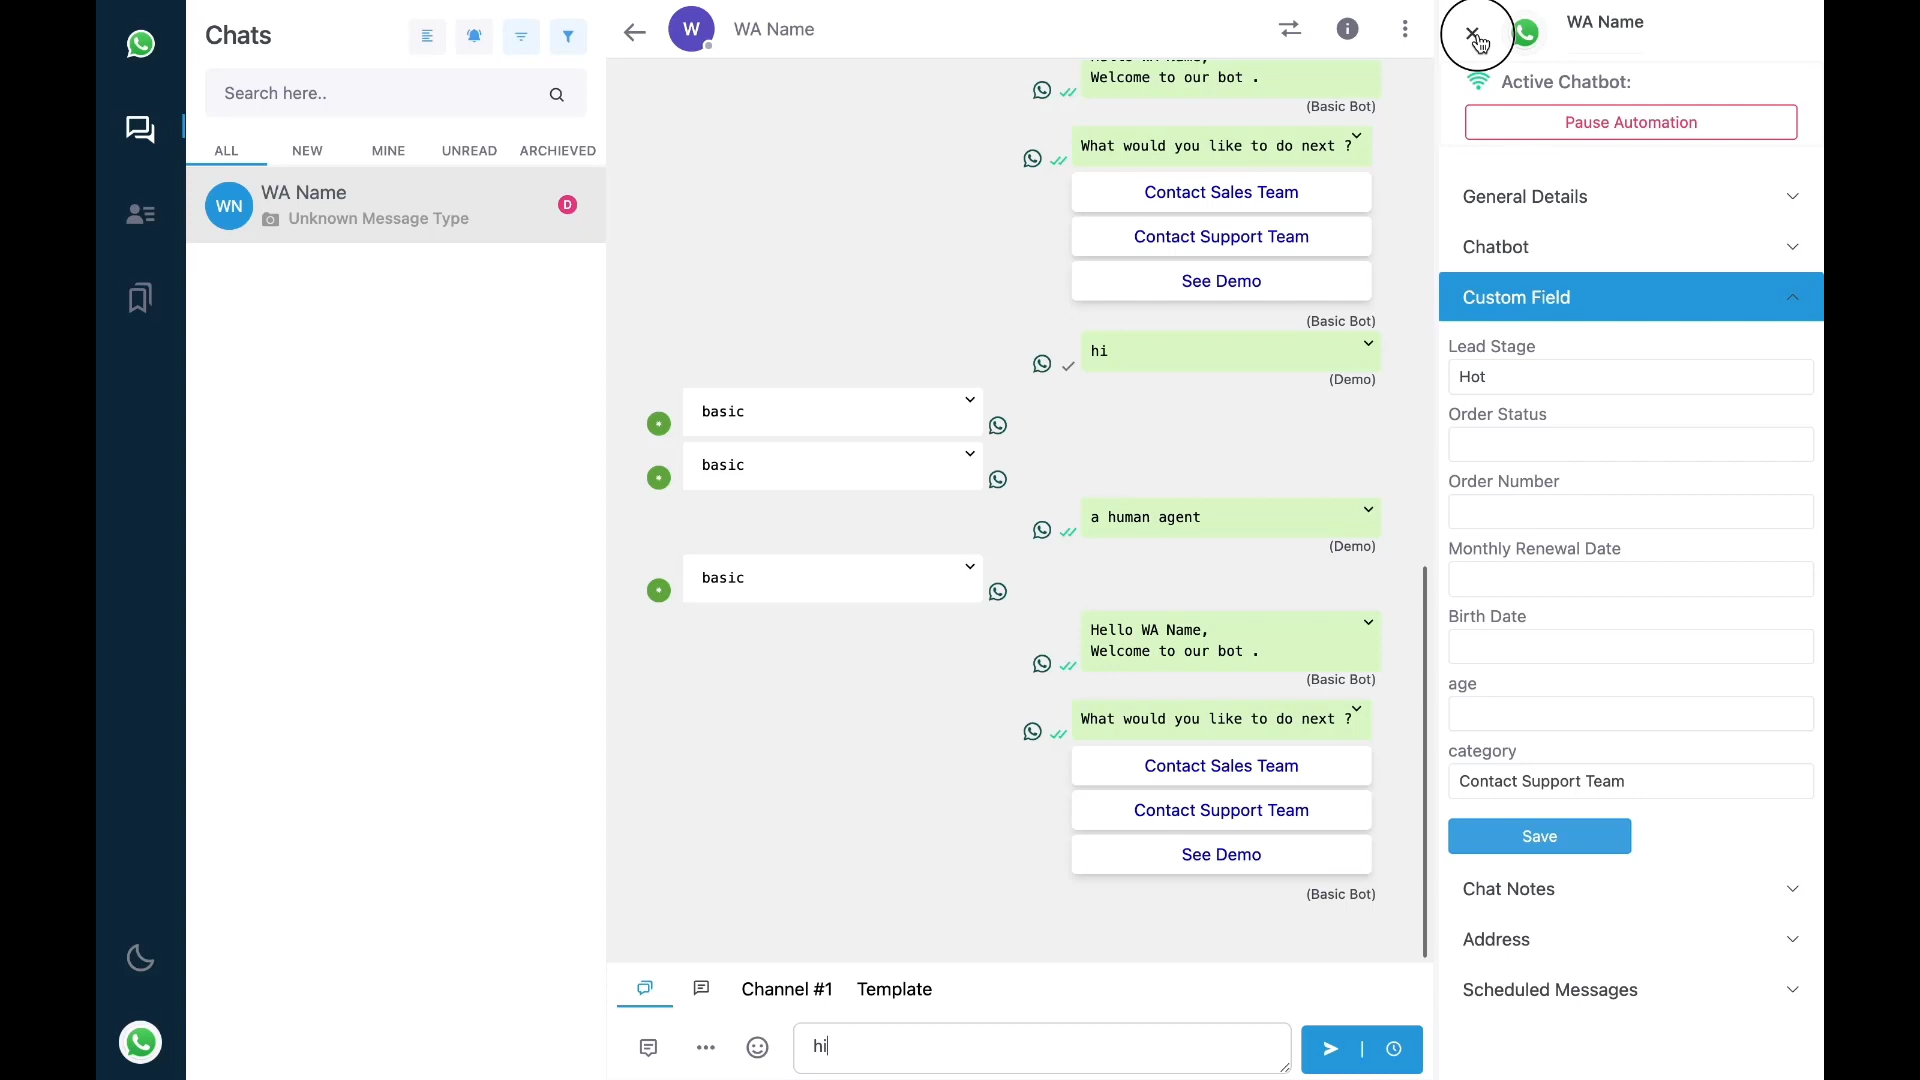 Chats
Search here..
ALL
NEW
MINE
UNREAD
ARCHIVED
WN
WA Name
Unknown Message Type
D
W
WA Name
Hello WA Name,
Welcome to our bot .
(Basic Bot)
What would you like to do next ?
Contact Sales Team
Contact Support Team
See Demo
(Basic Bot)
hi
(Demo)
basic
basic
a human agent
(Demo)
basic
Hello WA Name,
Welcome to our bot .
(Basic Bot)
What would you like to do next ?
Contact Sales Team
Contact Support Team
See Demo
(Basic Bot)
Channel #1
Template
hi
WA Name
Active Chatbot:
Pause Automation
General Details
Chatbot
Custom Field
Lead Stage
Hot
Order Status
Order Number
Monthly Renewal Date
Birth Date
age
category
Contact Support Team
Save
Chat Notes
Address
Scheduled Messages